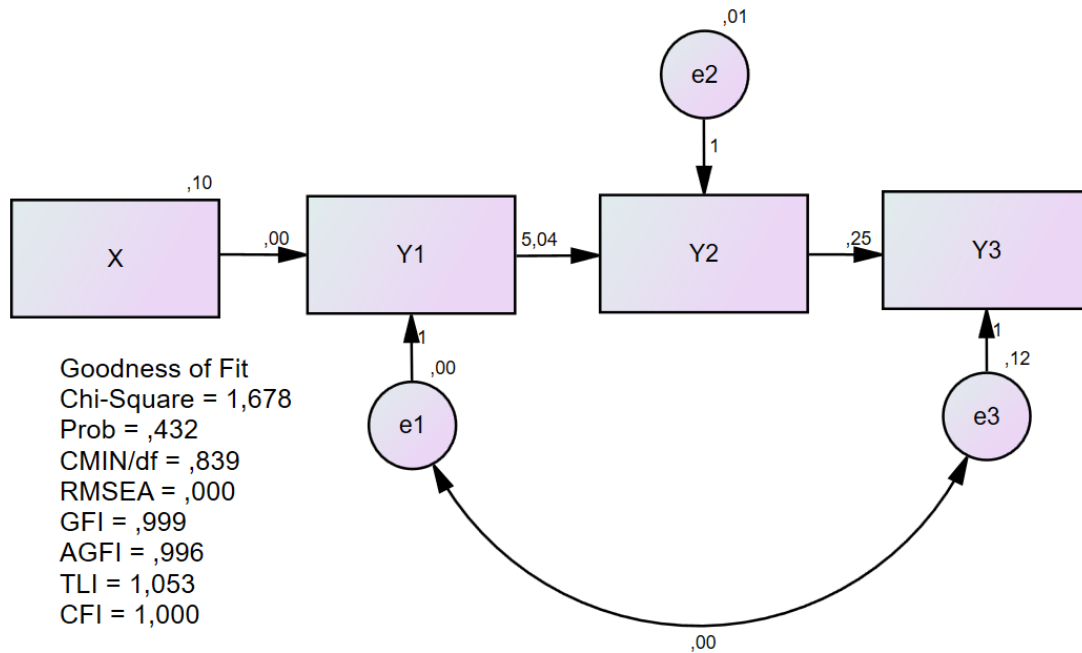 ,01
e2
1
,10
X
,00
Y1
5,04
Y2
,25
Y3
1
,00
e1
1
,12
e3
Goodness of Fit
Chi-Square = 1,678
Prob = ,432
CMIN/df = ,839
RMSEA = ,000
GFI = ,999
AGFI = ,996
TLI = 1,053
CFI = 1,000
,00